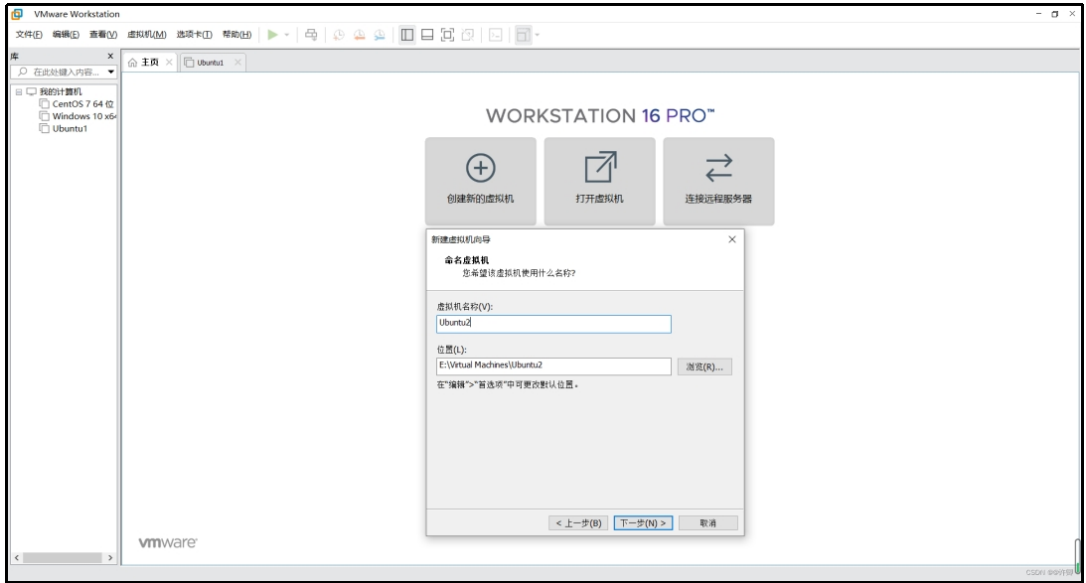 VMware Workstation
文件(F) 编辑(E) 查看(V) 虚拟机(M) 选项卡(T) 帮助(H)
库
在此处键入内容...
主页
Ubuntu1
我的计算机
CentOS 7 64 位
Windows 10 x64
Ubuntu1
WORKSTATION 16 PRO™
创建新的虚拟机
打开虚拟机
连接远程服务器
新建虚拟机向导
命名虚拟机
您希望该虚拟机使用什么名称?
虚拟机名称(V):
Ubuntu2
位置(L):
E:\Virtual Machines\Ubuntu2
浏览(R)...
在"编辑">"首选项"中可更改默认位置。
< 上一步(B) 下一步(N) > 取消
vmware
CSDN